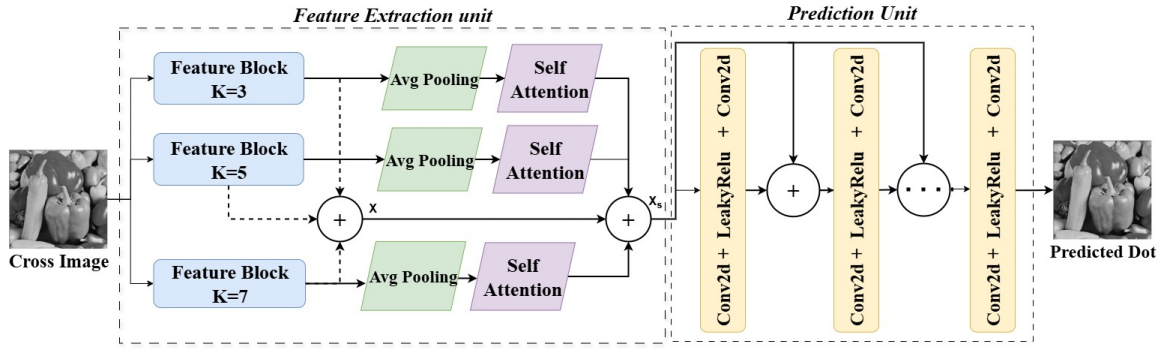 Feature Extraction unit
Prediction Unit
Feature Block
K=3
Avg Pooling
Self
Attention
Feature Block
K=5
Avg Pooling
Self
Attention
+
X
+
Xs
Feature Block
K=7
Avg Pooling
Self
Attention
Cross Image
Conv2d + LeakyRelu + Conv2d
+
Conv2d + LeakyRelu + Conv2d
...
Conv2d + LeakyRelu + Conv2d
Predicted Dot